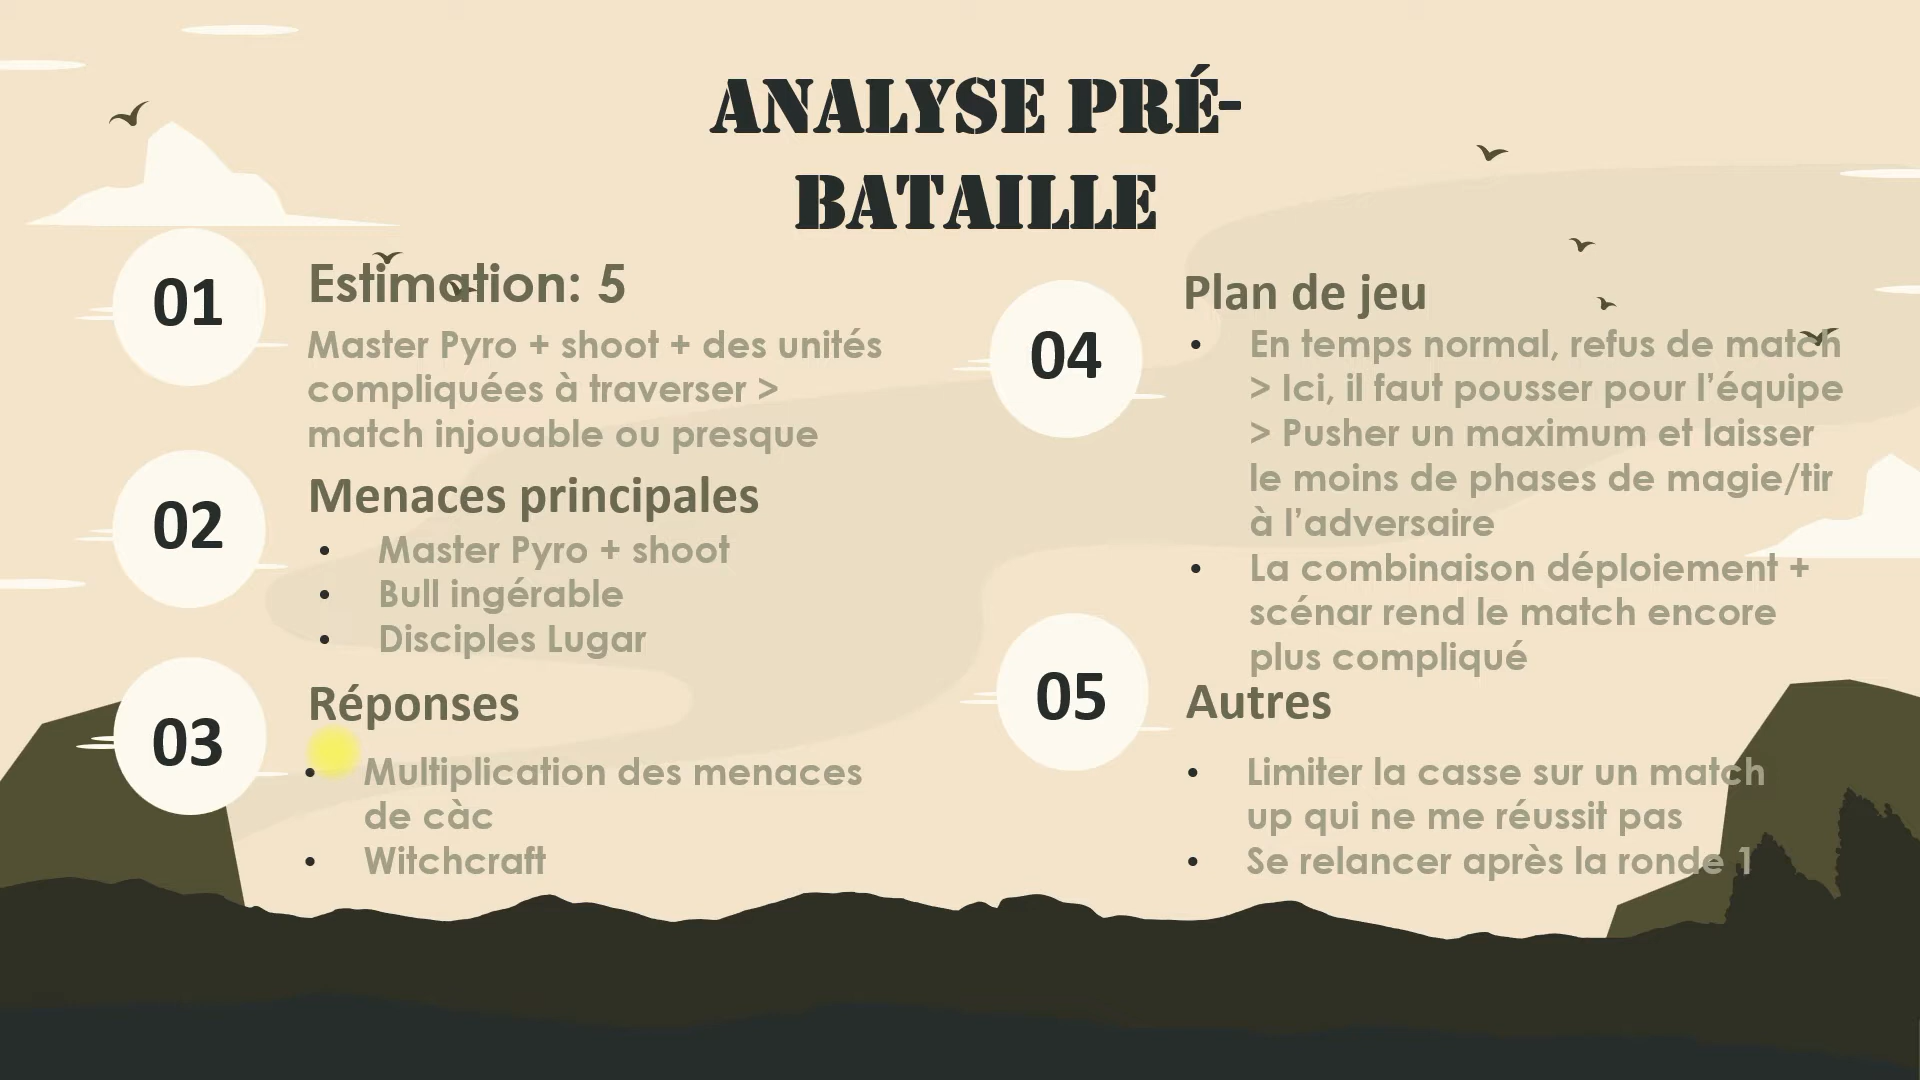 ANALYSE PRÉ-
BATAILLE
01
Estimation: 5
Master Pyro + shoot + des unités
compliquées à traverser >
match injouable ou presque
02
Menaces principales
• Master Pyro + shoot
• Bull ingérable
• Disciples Lugar
03
Réponses
• Multiplication des menaces
de càc
• Witchcraft
04
Plan de jeu
• En temps normal, refus de match
> Ici, il faut pousser pour l’équipe
> Pusher un maximum et laisser
le moins de phases de magie/tir
à l’adversaire
• La combinaison déploiement +
scénar rend le match encore
plus compliqué
05
Autres
• Limiter la casse sur un match
up qui ne me réussit pas
• Se relancer après la ronde 1